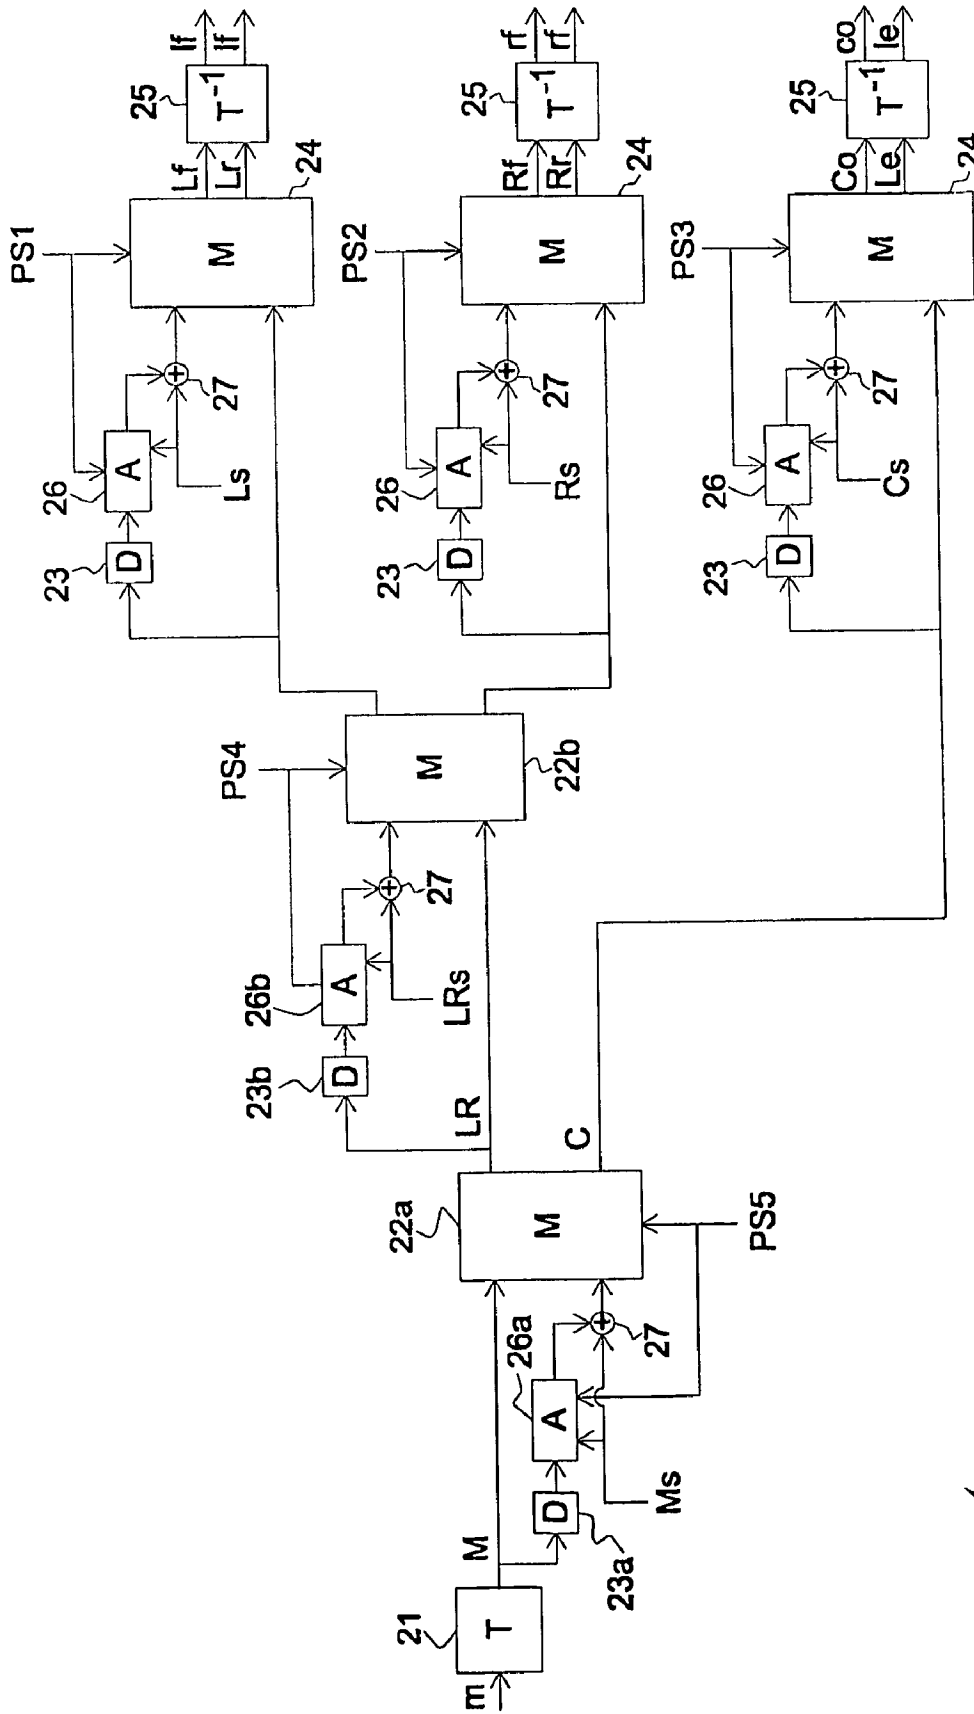 m
21
T
M
D
23a
A
26a
Ms
+
27
M
22a
PS5
LR
C
D
23b
A
26b
LRs
+
27
PS4
M
22b
D
23
A
26
Ls
+
27
PS1
M
24
Lf
Lr
T⁻¹
25
lf
lf
D
23
A
26
Rs
+
27
PS2
M
24
Rf
Rr
T⁻¹
25
rf
rf
D
23
A
26
Cs
+
27
PS3
M
24
Co
Le
T⁻¹
25
co
le